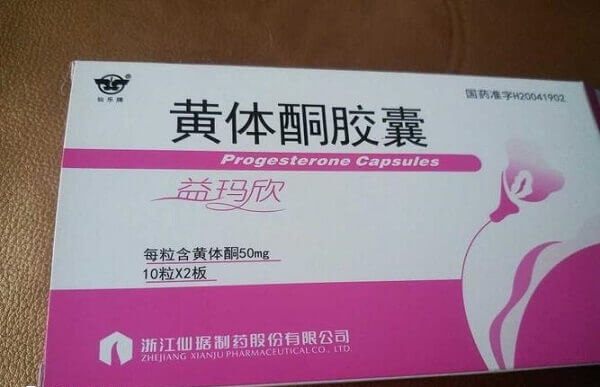 仙乐牌
®
国药准字H20041902
黄体酮胶囊
Progesterone Capsules
益玛欣
每粒含黄体酮50mg
10粒X2板
浙江仙琚制药股份有限公司
ZHEJIANG XIANJU PHARMACEUTICAL CO., LTD.